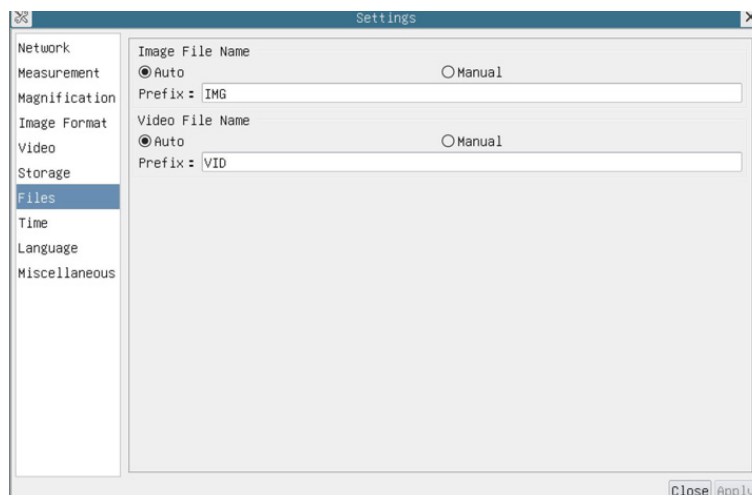 Settings
Network
Measurement
Magnification
Image Format
Video
Storage
Files
Time
Language
Miscellaneous
Image File Name
Auto Manual
Prefix: IMG
Video File Name
Auto Manual
Prefix: VID
Close Apply